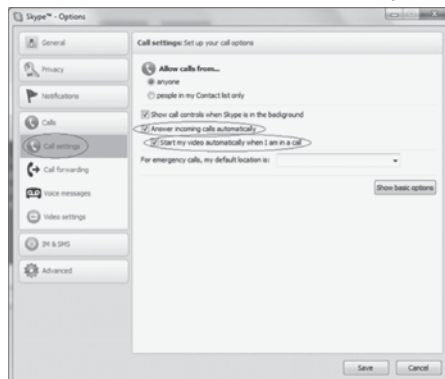 Skype™ - Options
General
Privacy
Notifications
Calls
Call settings
Call forwarding
Voice messages
Video settings
IM & SMS
Advanced
Call settings: Set up your call options
Allow calls from...
anyone
people in my Contact list only
Show call controls when Skype is in the background
Answer incoming calls automatically
Start my video automatically when I am in a call
For emergency calls, my default location is:
Show basic options
Save
Cancel